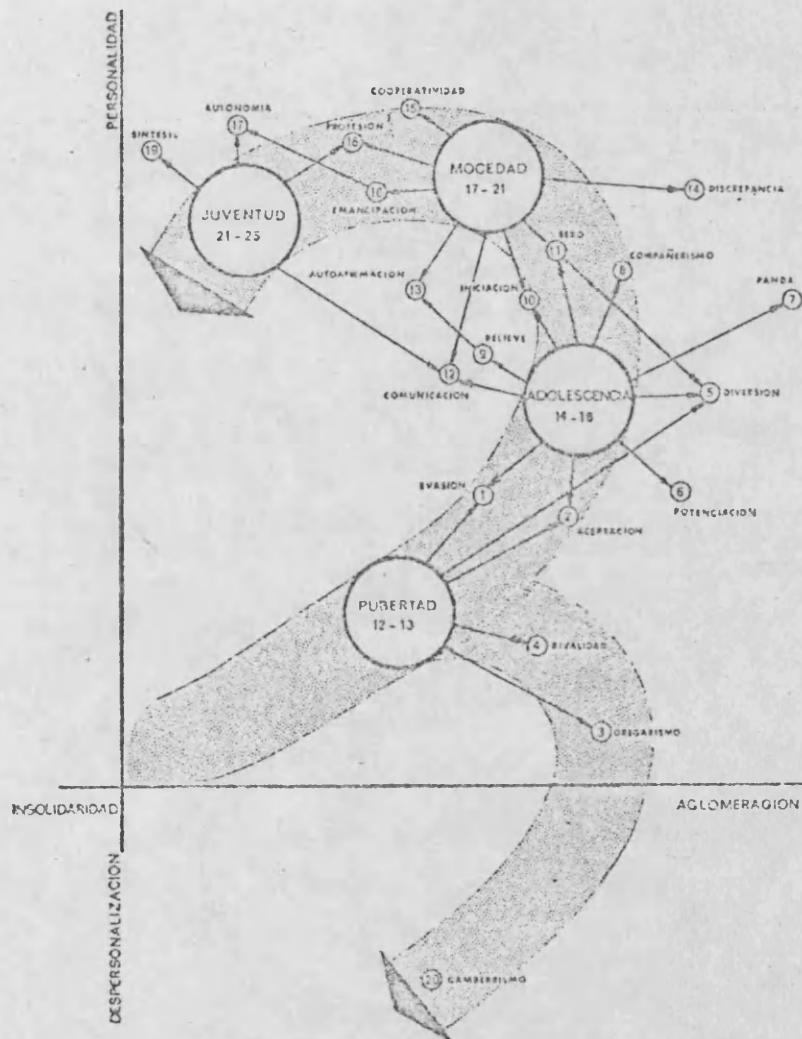 PERSONALIDAD
COOPERATIVIDAD
15
AUTONOMIA
17
PROFESION
16
SINTESIS
19
MOCEDAD
17 - 21
14 DISCREPANCIA
EMANCIPACION
JUVENTUD
21 - 25
SEXO
11
COMPAÑERISMO
8
AUTOAFIRMACION
13
INICIACION
10
PANDA
7
RELIEVE
9
12
COMUNICACION
ADOLESCENCIA
14 - 16
5 DIVERSION
EVASION
1
6
POTENCIACION
2 ACEPTACION
PUBERTAD
12 - 13
4 RIVALIDAD
3 GREGARISMO
INSOLIDARIDAD
AGLOMERACION
DESPERSONALIZACION
20 GAMBERRISMO